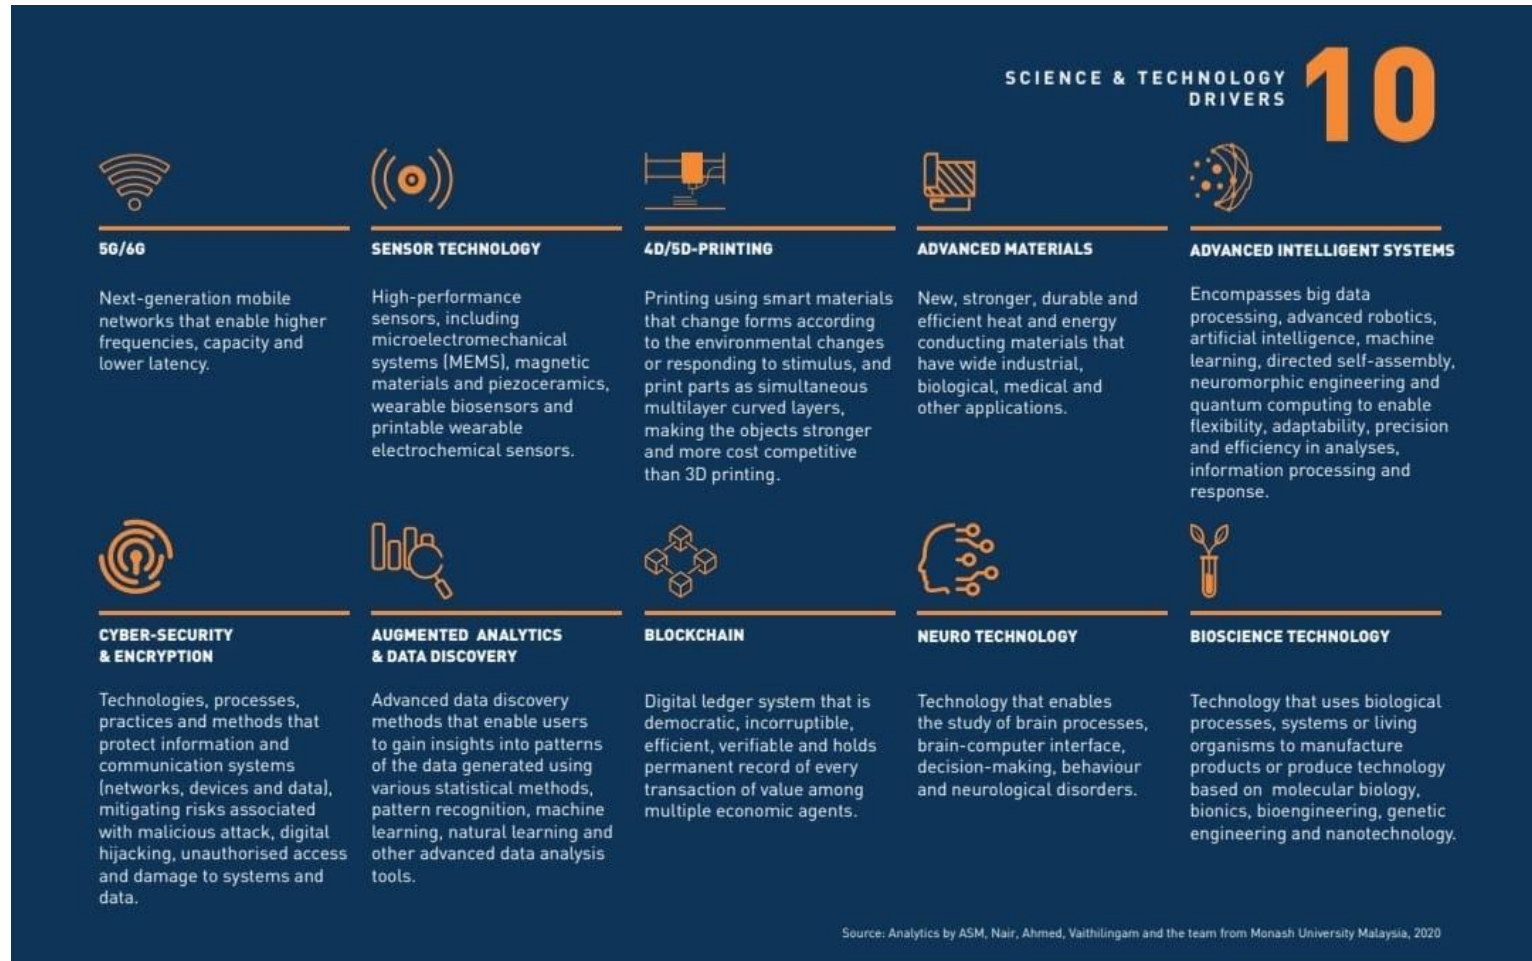 SCIENCE & TECHNOLOGY
DRIVERS
10
5G/6G
Next-generation mobile
networks that enable higher
frequencies, capacity and
lower latency.
SENSOR TECHNOLOGY
High-performance
sensors, including
microelectromechanical
systems (MEMS), magnetic
materials and piezoceramics,
wearable biosensors and
printable wearable
electrochemical sensors.
4D/5D-PRINTING
Printing using smart materials
that change forms according
to the environmental changes
or responding to stimulus, and
print parts as simultaneous
multilayer curved layers,
making the objects stronger
and more cost competitive
than 3D printing.
ADVANCED MATERIALS
New, stronger, durable and
efficient heat and energy
conducting materials that
have wide industrial,
biological, medical and
other applications.
ADVANCED INTELLIGENT SYSTEMS
Encompasses big data
processing, advanced robotics,
artificial intelligence, machine
learning, directed self-assembly,
neuromorphic engineering and
quantum computing to enable
flexibility, adaptability, precision
and efficiency in analyses,
information processing and
response.
CYBER-SECURITY
& ENCRYPTION
Technologies, processes,
practices and methods that
protect information and
communication systems
(networks, devices and data),
mitigating risks associated
with malicious attack, digital
hijacking, unauthorised access
and damage to systems and
data.
AUGMENTED ANALYTICS
& DATA DISCOVERY
Advanced data discovery
methods that enable users
to gain insights into patterns
of the data generated using
various statistical methods,
pattern recognition, machine
learning, natural learning and
other advanced data analysis
tools.
BLOCKCHAIN
Digital ledger system that is
democratic, incorruptible,
efficient, verifiable and holds
permanent record of every
transaction of value among
multiple economic agents.
NEURO TECHNOLOGY
Technology that enables
the study of brain processes,
brain-computer interface,
decision-making, behaviour
and neurological disorders.
BIOSCIENCE TECHNOLOGY
Technology that uses biological
processes, systems or living
organisms to manufacture
products or produce technology
based on molecular biology,
bionics, bioengineering, genetic
engineering and nanotechnology.
Source: Analytics by ASM, Nair, Ahmed, Vaithilingam and the team from Monash University Malaysia, 2020